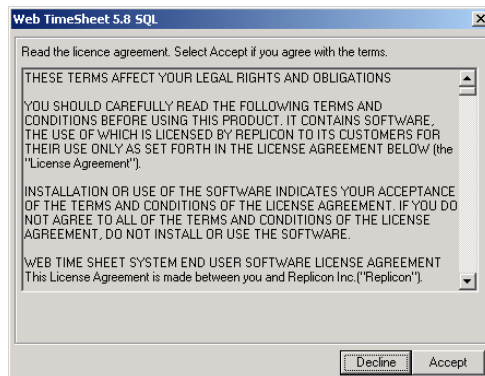 Web TimeSheet 5.8 SQL
Read the licence agreement. Select Accept if you agree with the terms.
THESE TERMS AFFECT YOUR LEGAL RIGHTS AND OBLIGATIONS
YOU SHOULD CAREFULLY READ THE FOLLOWING TERMS AND
CONDITIONS BEFORE USING THIS PRODUCT. IT CONTAINS SOFTWARE,
THE USE OF WHICH IS LICENSED BY REPLICON TO ITS CUSTOMERS FOR
THEIR USE ONLY AS SET FORTH IN THE LICENSE AGREEMENT BELOW (the
"License Agreement").
INSTALLATION OR USE OF THE SOFTWARE INDICATES YOUR ACCEPTANCE
OF THE TERMS AND CONDITIONS OF THE LICENSE AGREEMENT. IF YOU DO
NOT AGREE TO ALL OF THE TERMS AND CONDITIONS OF THE LICENSE
AGREEMENT, DO NOT INSTALL OR USE THE SOFTWARE.
WEB TIME SHEET SYSTEM END USER SOFTWARE LICENSE AGREEMENT
This License Agreement is made between you and Replicon Inc.("Replicon").
Decline Accept